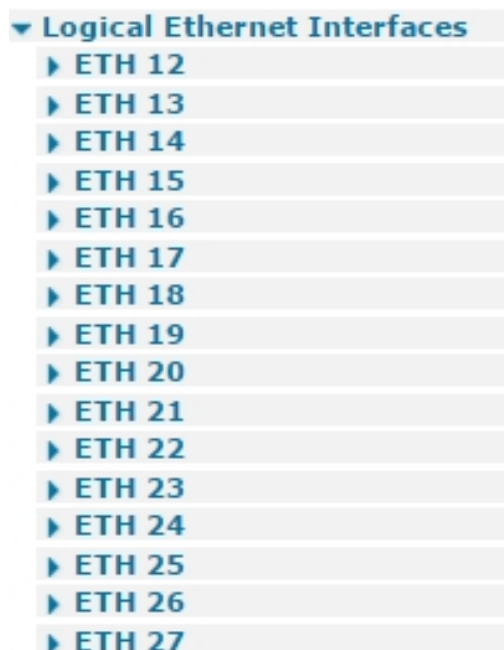 Logical Ethernet Interfaces
ETH 12
ETH 13
ETH 14
ETH 15
ETH 16
ETH 17
ETH 18
ETH 19
ETH 20
ETH 21
ETH 22
ETH 23
ETH 24
ETH 25
ETH 26
ETH 27